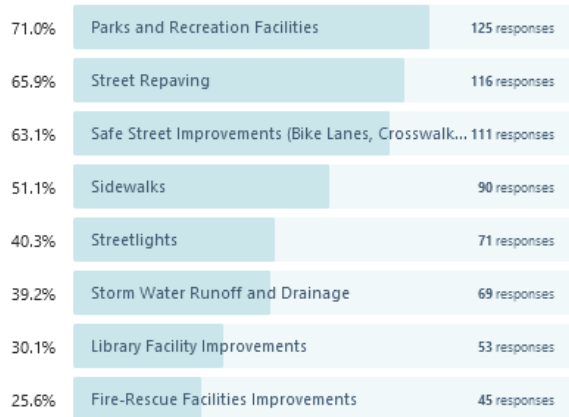 71.0% Parks and Recreation Facilities 125 responses
65.9% Street Repaving 116 responses
63.1% Safe Street Improvements (Bike Lanes, Crosswalk... 111 responses
51.1% Sidewalks 90 responses
40.3% Streetlights 71 responses
39.2% Storm Water Runoff and Drainage 69 responses
30.1% Library Facility Improvements 53 responses
25.6% Fire-Rescue Facilities Improvements 45 responses